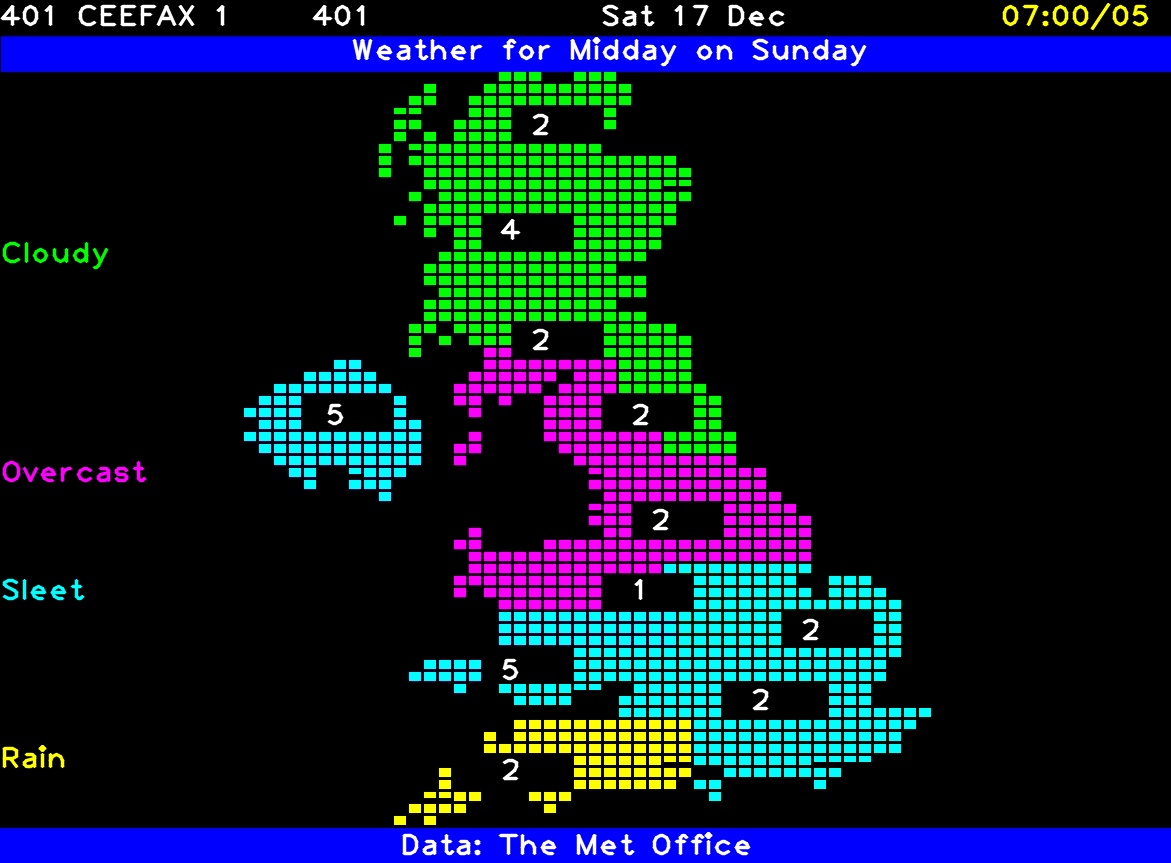 401 CEEFAX 1 401 Sat 17 Dec 07:00/05
Weather for Midday on Sunday
2
4
Cloudy
2
5 2
Overcast
2
Sleet 1
2
5
2
Rain
2
Data: The Met Office